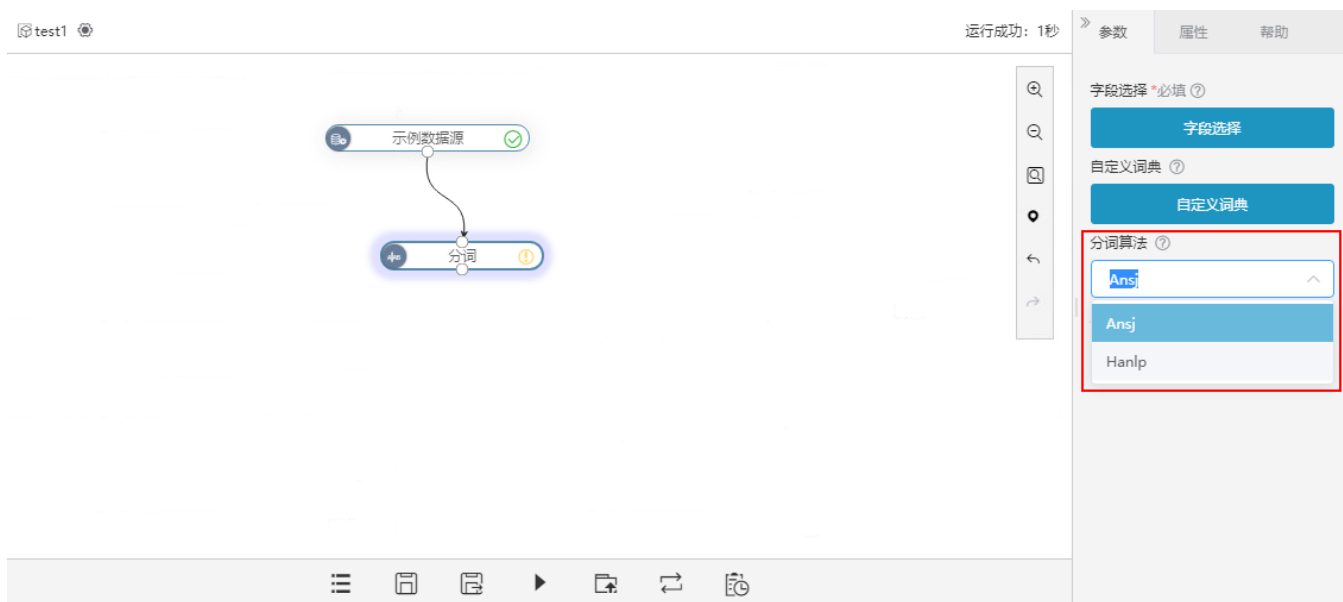 test1
运行成功：1秒
参数
属性
帮助
示例数据源
分词
字段选择 *必填
字段选择
自定义词典
自定义词典
分词算法
Ansj
Ansj
Hanlp